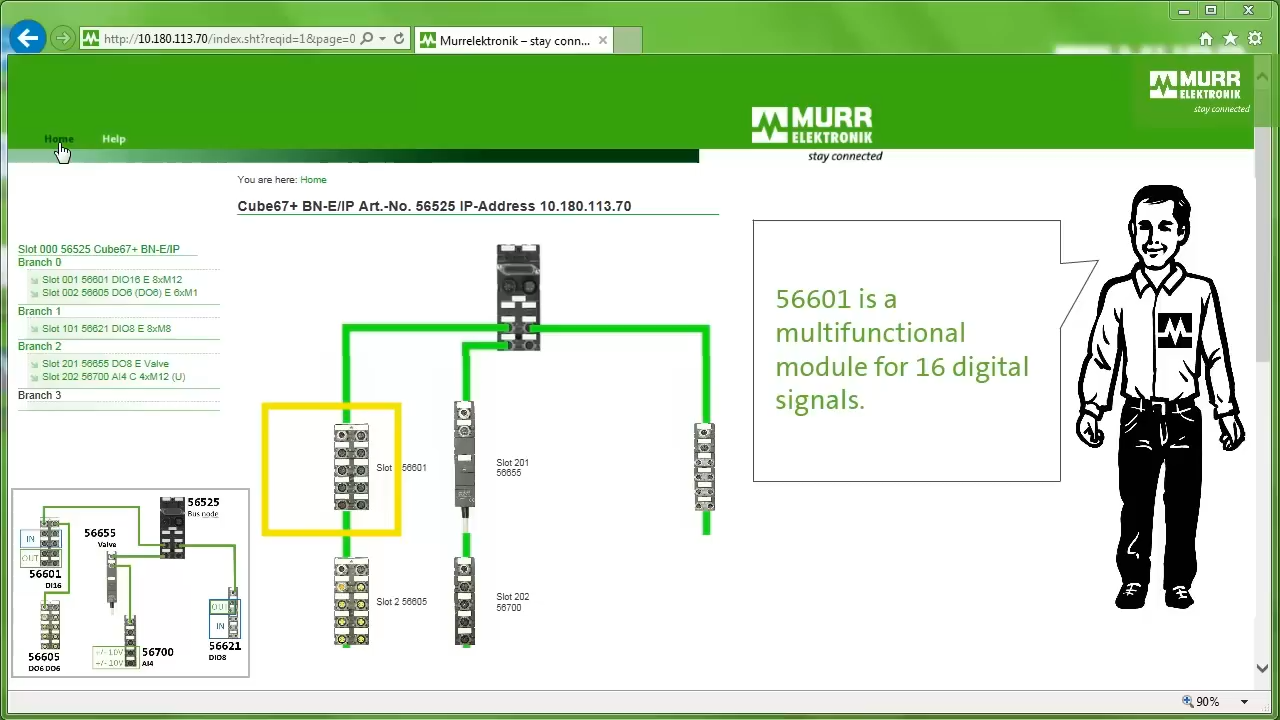 http://10.180.113.70/index.sht?reqid=1&page=0
Murrelektronik – stay conn...
MURR
ELEKTRONIK
stay connected
Home
Help
MURR
ELEKTRONIK
stay connected
You are here: Home
Cube67+ BN-E/IP Art.-No. 56525 IP-Address 10.180.113.70
Slot 000 56525 Cube67+ BN-E/IP
Branch 0
Slot 001 56601 DIO16 E 8xM12
Slot 002 56605 DO6 (DO6) E 6xM1
Branch 1
Slot 101 56621 DIO8 E 8xM8
Branch 2
Slot 201 56655 DO8 E Valve
Slot 202 56700 AI4 C 4xM12 (U)
Branch 3
Slot 56601
Slot 201
56655
Slot 2 56605
Slot 202
56700
56601 is a
multifunctional
module for 16 digital
signals.
56525
Bus node
56655
Valve
IN
OUT
56601
DI16
OUT
IN
56621
DIO8
56605
DO6 DO6
+/-10V
+/-10V
56700
AI4
90%